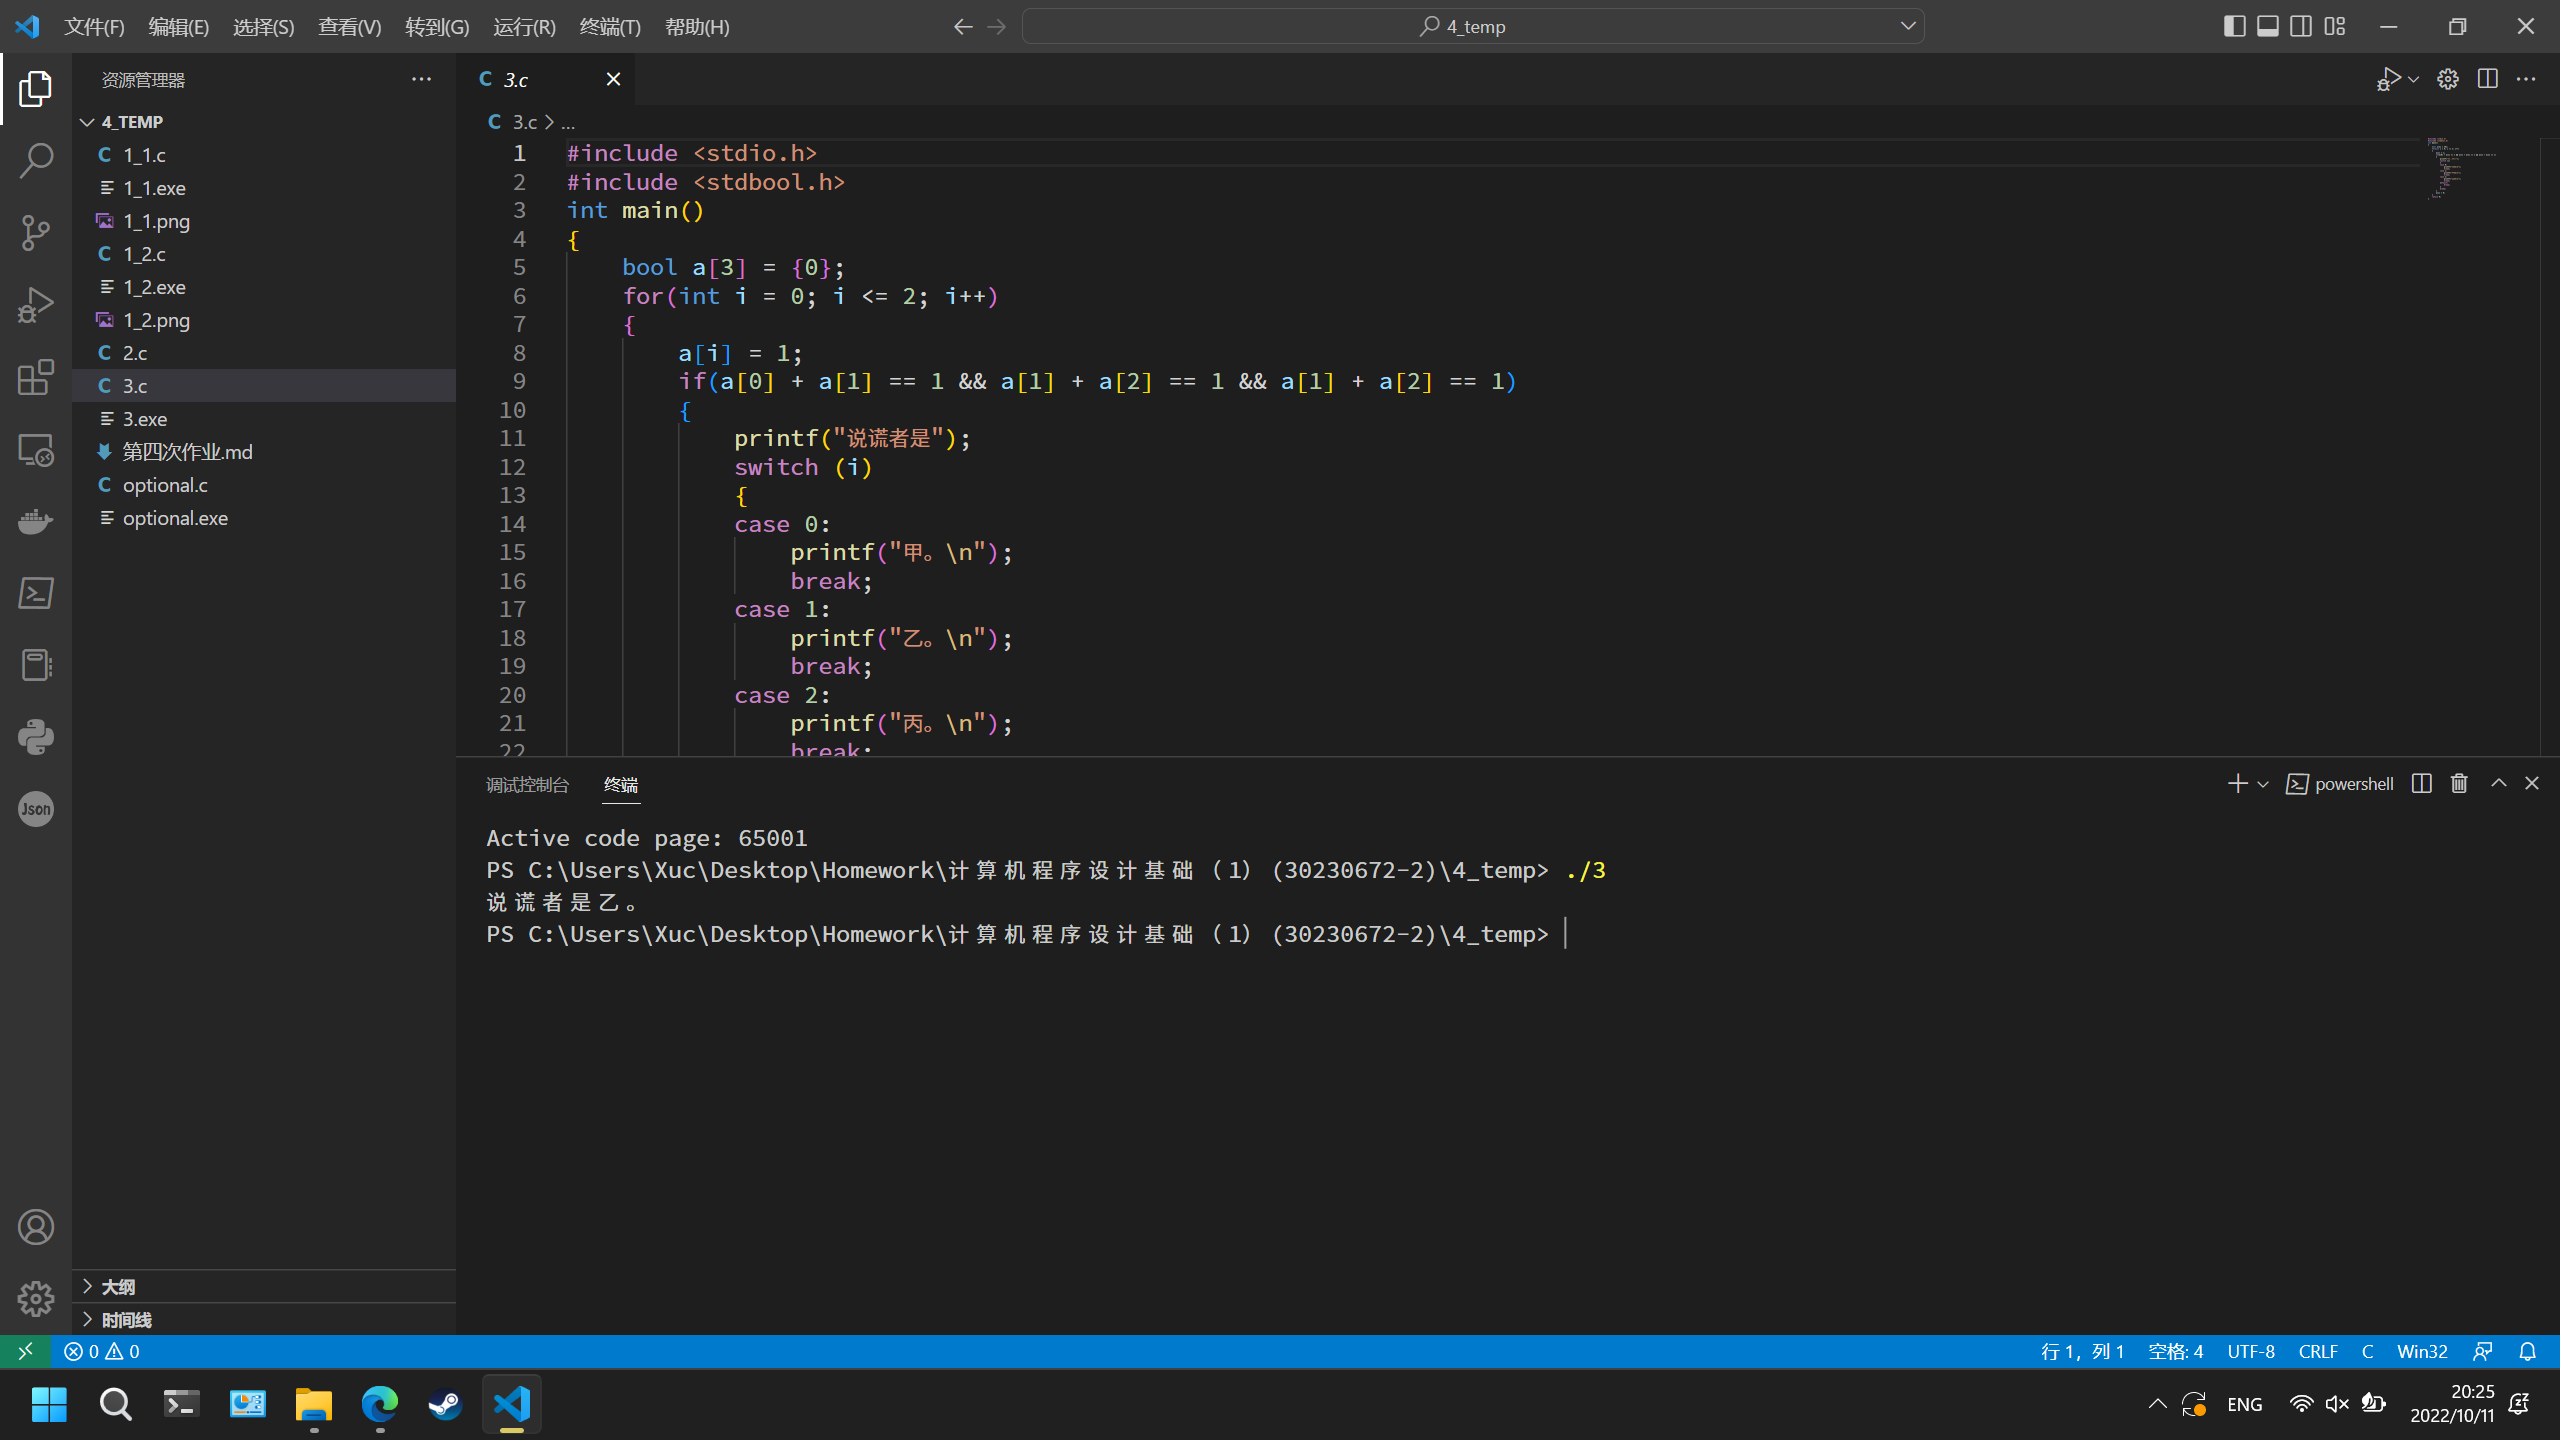 文件(F) 编辑(E) 选择(S) 查看(V) 转到(G) 运行(R) 终端(T) 帮助(H)
4_temp
资源管理器
4_TEMP
1_1.c
1_1.exe
1_1.png
1_2.c
1_2.exe
1_2.png
2.c
3.c
3.exe
第四次作业.md
optional.c
optional.exe
大纲
时间线
3.c
3.c > ...
1 #include <stdio.h>
2 #include <stdbool.h>
3 int main()
4 {
5     bool a[3] = {0};
6     for(int i = 0; i <= 2; i++)
7     {
8         a[i] = 1;
9         if(a[0] + a[1] == 1 && a[1] + a[2] == 1 && a[1] + a[2] == 1)
10         {
11             printf("说谎者是");
12             switch (i)
13             {
14             case 0:
15                 printf("甲。\n");
16                 break;
17             case 1:
18                 printf("乙。\n");
19                 break;
20             case 2:
21                 printf("丙。\n");
22                 break;
调试控制台 终端
powershell
Active code page: 65001
PS C:\Users\Xuc\Desktop\Homework\计算机程序设计基础（1）(30230672-2)\4_temp> ./3
说谎者是乙。
PS C:\Users\Xuc\Desktop\Homework\计算机程序设计基础（1）(30230672-2)\4_temp>
Json
0 0
行 1，列 1 空格: 4 UTF-8 CRLF C Win32
ENG
20:25
2022/10/11